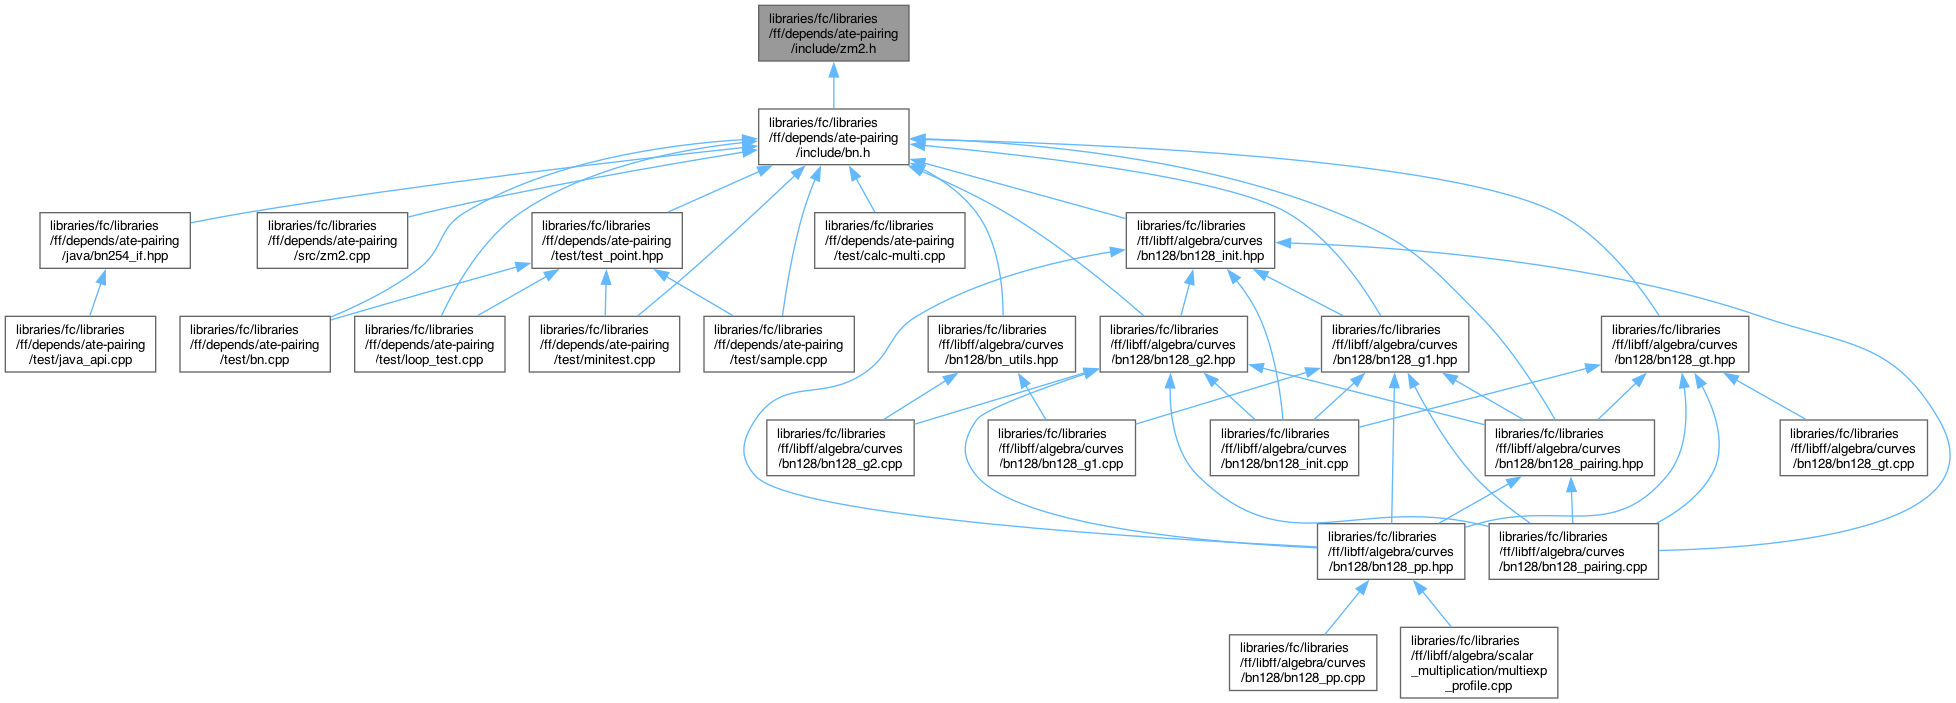 libraries/fc/libraries
/ff/depends/ate-pairing
/include/zm2.h
libraries/fc/libraries
/ff/depends/ate-pairing
/include/bn.h
libraries/fc/libraries
/ff/depends/ate-pairing
/java/bn254_if.hpp
libraries/fc/libraries
/ff/depends/ate-pairing
/src/zm2.cpp
libraries/fc/libraries
/ff/depends/ate-pairing
/test/test_point.hpp
libraries/fc/libraries
/ff/depends/ate-pairing
/test/calc-multi.cpp
libraries/fc/libraries
/ff/libff/algebra/curves
/bn128/bn128_init.hpp
libraries/fc/libraries
/ff/depends/ate-pairing
/test/java_api.cpp
libraries/fc/libraries
/ff/depends/ate-pairing
/test/bn.cpp
libraries/fc/libraries
/ff/depends/ate-pairing
/test/loop_test.cpp
libraries/fc/libraries
/ff/depends/ate-pairing
/test/minitest.cpp
libraries/fc/libraries
/ff/depends/ate-pairing
/test/sample.cpp
libraries/fc/libraries
/ff/libff/algebra/curves
/bn128/bn_utils.hpp
libraries/fc/libraries
/ff/libff/algebra/curves
/bn128/bn128_g2.hpp
libraries/fc/libraries
/ff/libff/algebra/curves
/bn128/bn128_g1.hpp
libraries/fc/libraries
/ff/libff/algebra/curves
/bn128/bn128_gt.hpp
libraries/fc/libraries
/ff/libff/algebra/curves
/bn128/bn128_g2.cpp
libraries/fc/libraries
/ff/libff/algebra/curves
/bn128/bn128_g1.cpp
libraries/fc/libraries
/ff/libff/algebra/curves
/bn128/bn128_init.cpp
libraries/fc/libraries
/ff/libff/algebra/curves
/bn128/bn128_pairing.hpp
libraries/fc/libraries
/ff/libff/algebra/curves
/bn128/bn128_gt.cpp
libraries/fc/libraries
/ff/libff/algebra/curves
/bn128/bn128_pp.hpp
libraries/fc/libraries
/ff/libff/algebra/curves
/bn128/bn128_pairing.cpp
libraries/fc/libraries
/ff/libff/algebra/curves
/bn128/bn128_pp.cpp
libraries/fc/libraries
/ff/libff/algebra/scalar
_multiplication/multiexp
_profile.cpp